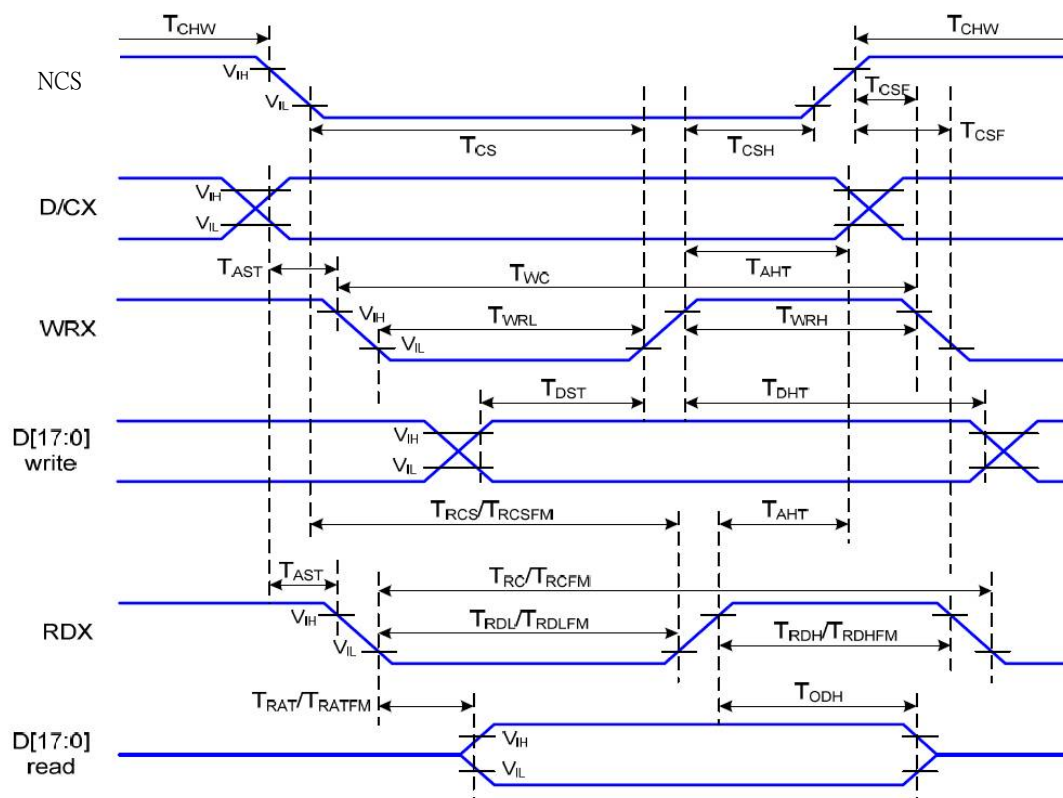 TCHW TCHW
NCS
VIH
VIL
TCSF
TCS TCSH TCSF
D/CX
VIH
VIL
TAST TWC TAHT
WRX
VIH TWRL TWRH
VIL
TDST TDHT
D[17:0]
write
VIH
VIL
TRCS/TRCSFM TAHT
TAST TRC/TRCFM
RDX
VIH TRDL/TRDLFM TRDH/TRDHFM
VIL
TRAT/TRATFM TODH
D[17:0]
read
VIH
VIL